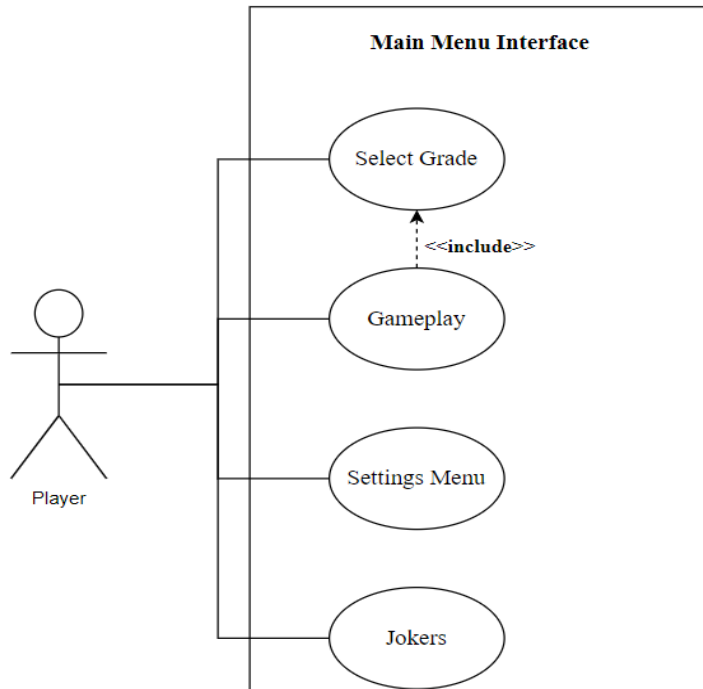 Main Menu Interface
Select Grade
<<include>>
Gameplay
Settings Menu
Player
Jokers